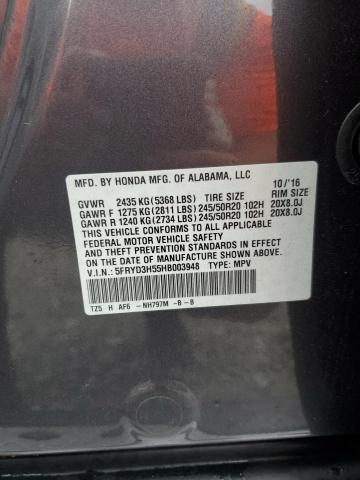 MFD. BY HONDA MFG. OF ALABAMA, LLC 10/'16
GVWR 2435 KG (5368 LBS) TIRE SIZE RIM SIZE
GAWR F 1275 KG (2811 LBS) 245/50R20 102H 20X8.0J
GAWR R 1240 KG (2734 LBS) 245/50R20 102H 20X8.0J
THIS VEHICLE CONFORMS TO ALL APPLICABLE
FEDERAL MOTOR VEHICLE SAFETY
AND THEFT PREVENTION STANDARDS IN EFFECT
ON THE DATE OF MANUFACTURE SHOWN ABOVE.
V.I.N.: 5FRYD3H55HB003948 TYPE: MPV
TZ5 H AF6 -NH797M -B-B